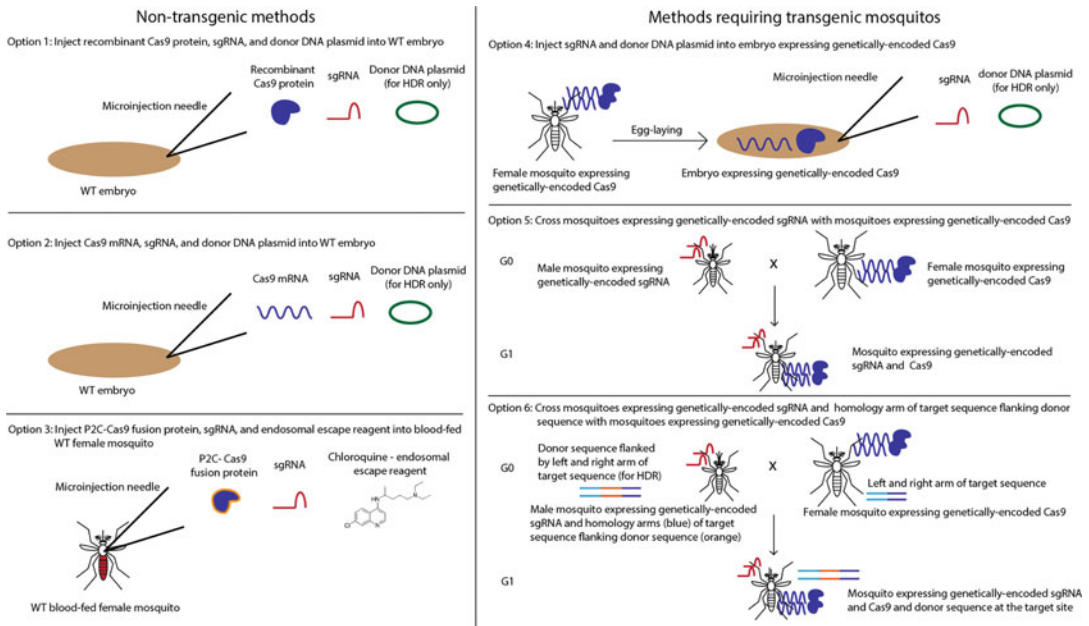 Non-transgenic methods
Option 1: Inject recombinant Cas9 protein, sgRNA, and donor DNA plasmid into WT embryo
Recombinant
Cas9 protein
sgRNA
Donor DNA plasmid
(for HDR only)
Microinjection needle
WT embryo
Option 2: Inject Cas9 mRNA, sgRNA, and donor DNA plasmid into WT embryo
Cas9 mRNA
sgRNA
Donor DNA plasmid
(for HDR only)
Microinjection needle
WT embryo
Option 3: Inject P2C-Cas9 fusion protein, sgRNA, and endosomal escape reagent into blood-fed
WT female mosquito
P2C- Cas9
fusion protein
sgRNA
Chloroquine - endosomal
escape reagent
Microinjection needle
HN
N
Cl
N
WT blood-fed female mosquito
Methods requiring transgenic mosquitos
Option 4: Inject sgRNA and donor DNA plasmid into embryo expressing genetically-encoded Cas9
Microinjection needle
sgRNA
donor DNA plasmid
(for HDR only)
Egg-laying
Female mosquito expressing
genetically-encoded Cas9
Embryo expressing genetically-encoded Cas9
Option 5: Cross mosquitoes expressing genetically-encoded sgRNA with mosquitoes expressing genetically-encoded Cas9
G0
Male mosquito expressing
genetically-encoded sgRNA
X
Female mosquito expressing
genetically-encoded Cas9
G1
Mosquito expressing genetically-encoded
sgRNA and Cas9
Option 6: Cross mosquitoes expressing genetically-encoded sgRNA and homology arm of target sequence flanking donor
sequence with mosquitoes expressing genetically-encoded Cas9
G0
Donor sequence flanked
by left and right arm of
target sequence (for HDR)
X
Left and right arm of target sequence
Male mosquito expressing genetically-encoded
sgRNA and homology arms (blue) of target
sequence flanking donor sequence (orange)
Female mosquito expressing genetically-encoded Cas9
G1
Mosquito expressing genetically-encoded sgRNA
and Cas9 and donor sequence at the target site